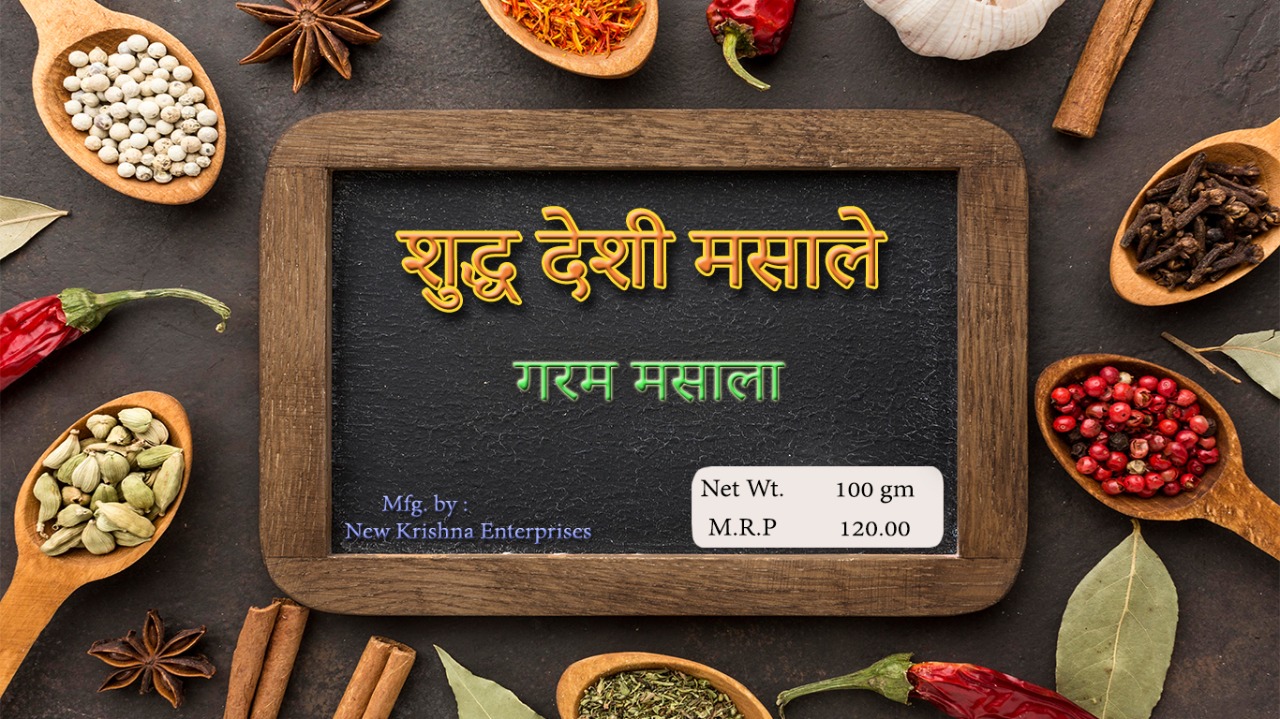 शुद्ध देशी मसाले
गरम मसाला
Mfg. by :
New Krishna Enterprises
Net Wt. 100 gm
M.R.P 120.00